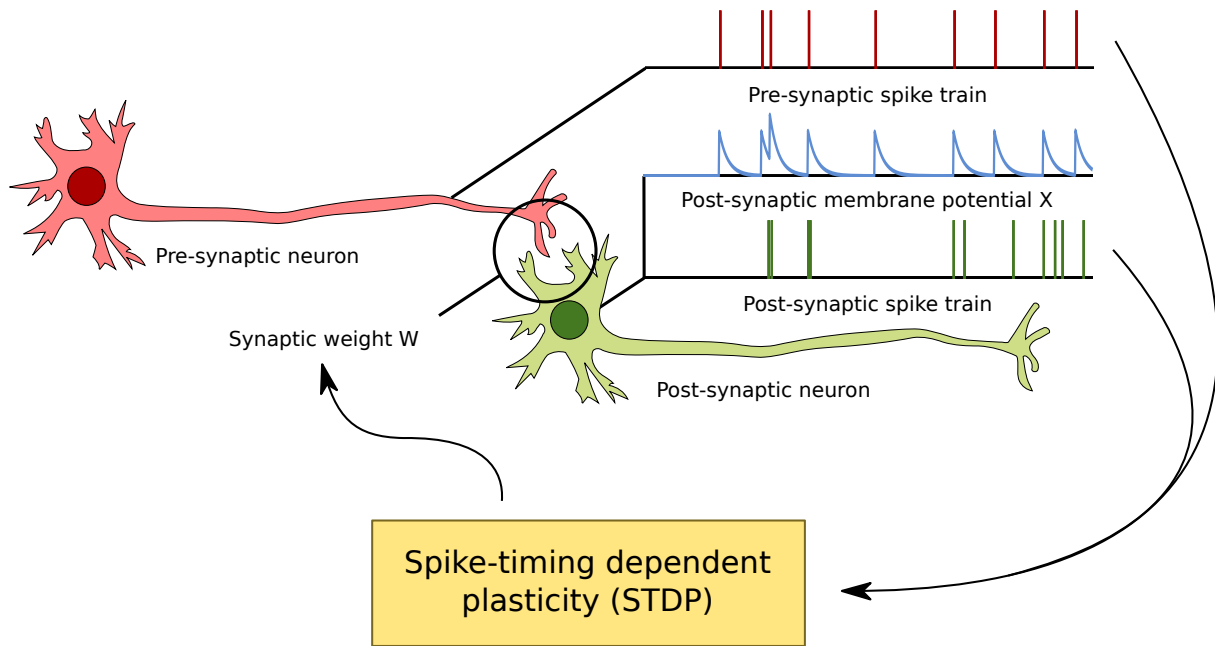 Pre-synaptic spike train
Post-synaptic membrane potential X
Pre-synaptic neuron
Post-synaptic spike train
Synaptic weight W
Post-synaptic neuron
Spike-timing dependent
plasticity (STDP)